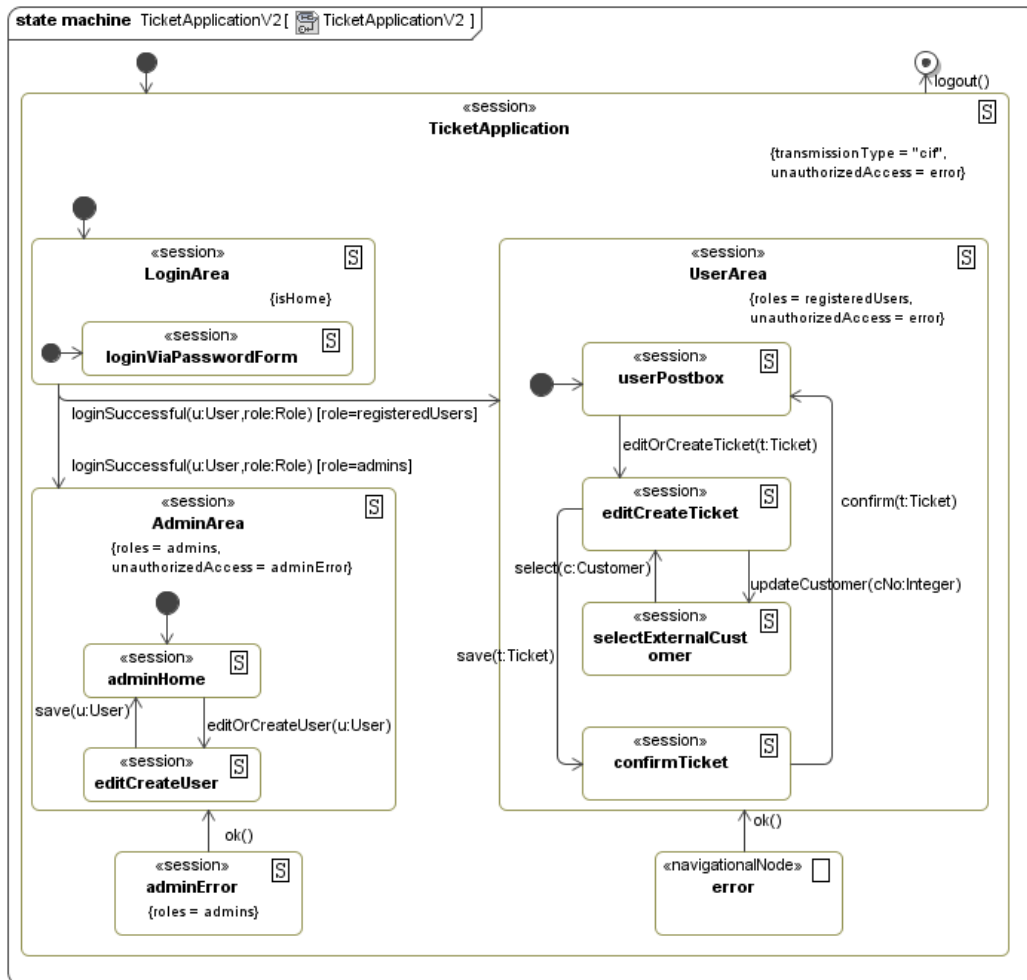 state machine TicketApplicationV2[ TicketApplicationV2 ]
logout()
«session»
TicketApplication
S
{transmissionType = "cif",
unauthorizedAccess = error}
«session»
LoginArea
S
{isHome}
«session»
loginViaPasswordForm
S
loginSuccessful(u:User,role:Role) [role=registeredUsers]
loginSuccessful(u:User,role:Role) [role=admins]
«session»
AdminArea
S
{roles = admins,
unauthorizedAccess = adminError}
«session»
adminHome
S
save(u:User)
editOrCreateUser(u:User)
«session»
editCreateUser
S
ok()
«session»
adminError
S
{roles = admins}
«session»
UserArea
S
{roles = registeredUsers,
unauthorizedAccess = error}
«session»
userPostbox
S
editOrCreateTicket(t:Ticket)
«session»
editCreateTicket
S
confirm(t:Ticket)
select(c:Customer)
updateCustomer(cNo:Integer)
«session»
selectExternalCust
omer
S
save(t:Ticket)
«session»
confirmTicket
S
ok()
«navigationalNode»
error